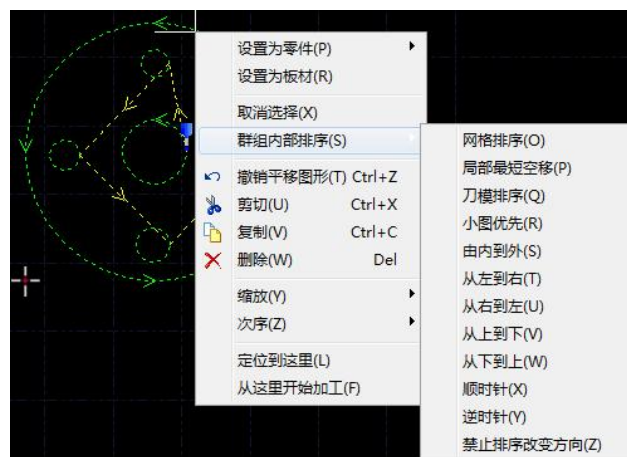 设置为零件(P)
设置为板材(R)
取消选择(X)
群组内部排序(S)
撤销平移图形(T) Ctrl+Z
剪切(U) Ctrl+X
复制(V) Ctrl+C
删除(W) Del
缩放(Y)
次序(Z)
定位到这里(L)
从这里开始加工(F)
网格排序(O)
局部最短空移(P)
刀模排序(Q)
小图优先(R)
由内到外(S)
从左到右(T)
从右到左(U)
从上到下(V)
从下到上(W)
顺时针(X)
逆时针(Y)
禁止排序改变方向(Z)